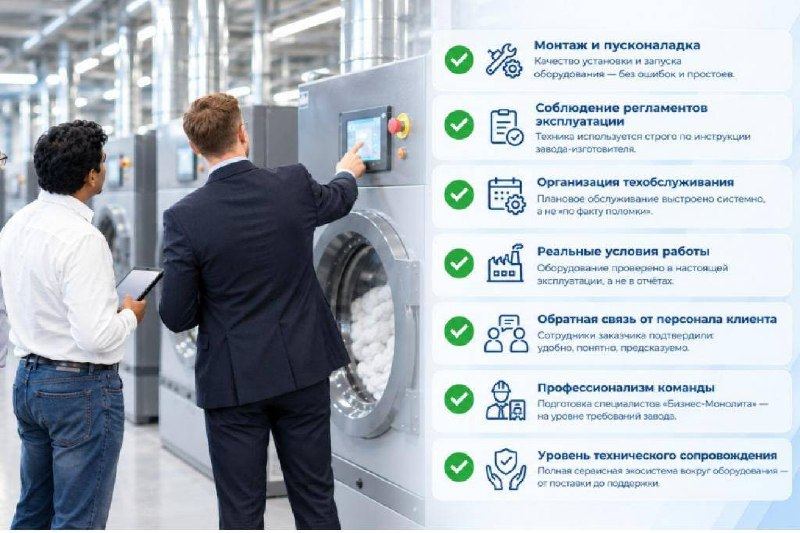 Монтаж и пусконаладка
Качество установки и запуска
оборудования — без ошибок и простоев.
Соблюдение регламентов
эксплуатации
Техника используется строго по инструкции
завода-изготовителя.
Организация техобслуживания
Плановое обслуживание выстроено системно,
а не «по факту поломки».
Реальные условия работы
Оборудование проверено в настоящей
эксплуатации, а не в отчётах.
Обратная связь от персонала клиента
Сотрудники заказчика подтвердили:
удобно, понятно, предсказуемо.
Профессионализм команды
Подготовка специалистов «Бизнес-Монолита» —
на уровне требований завода.
Уровень технического сопровождения
Полная сервисная экосистема вокруг оборудования —
от поставки до поддержки.